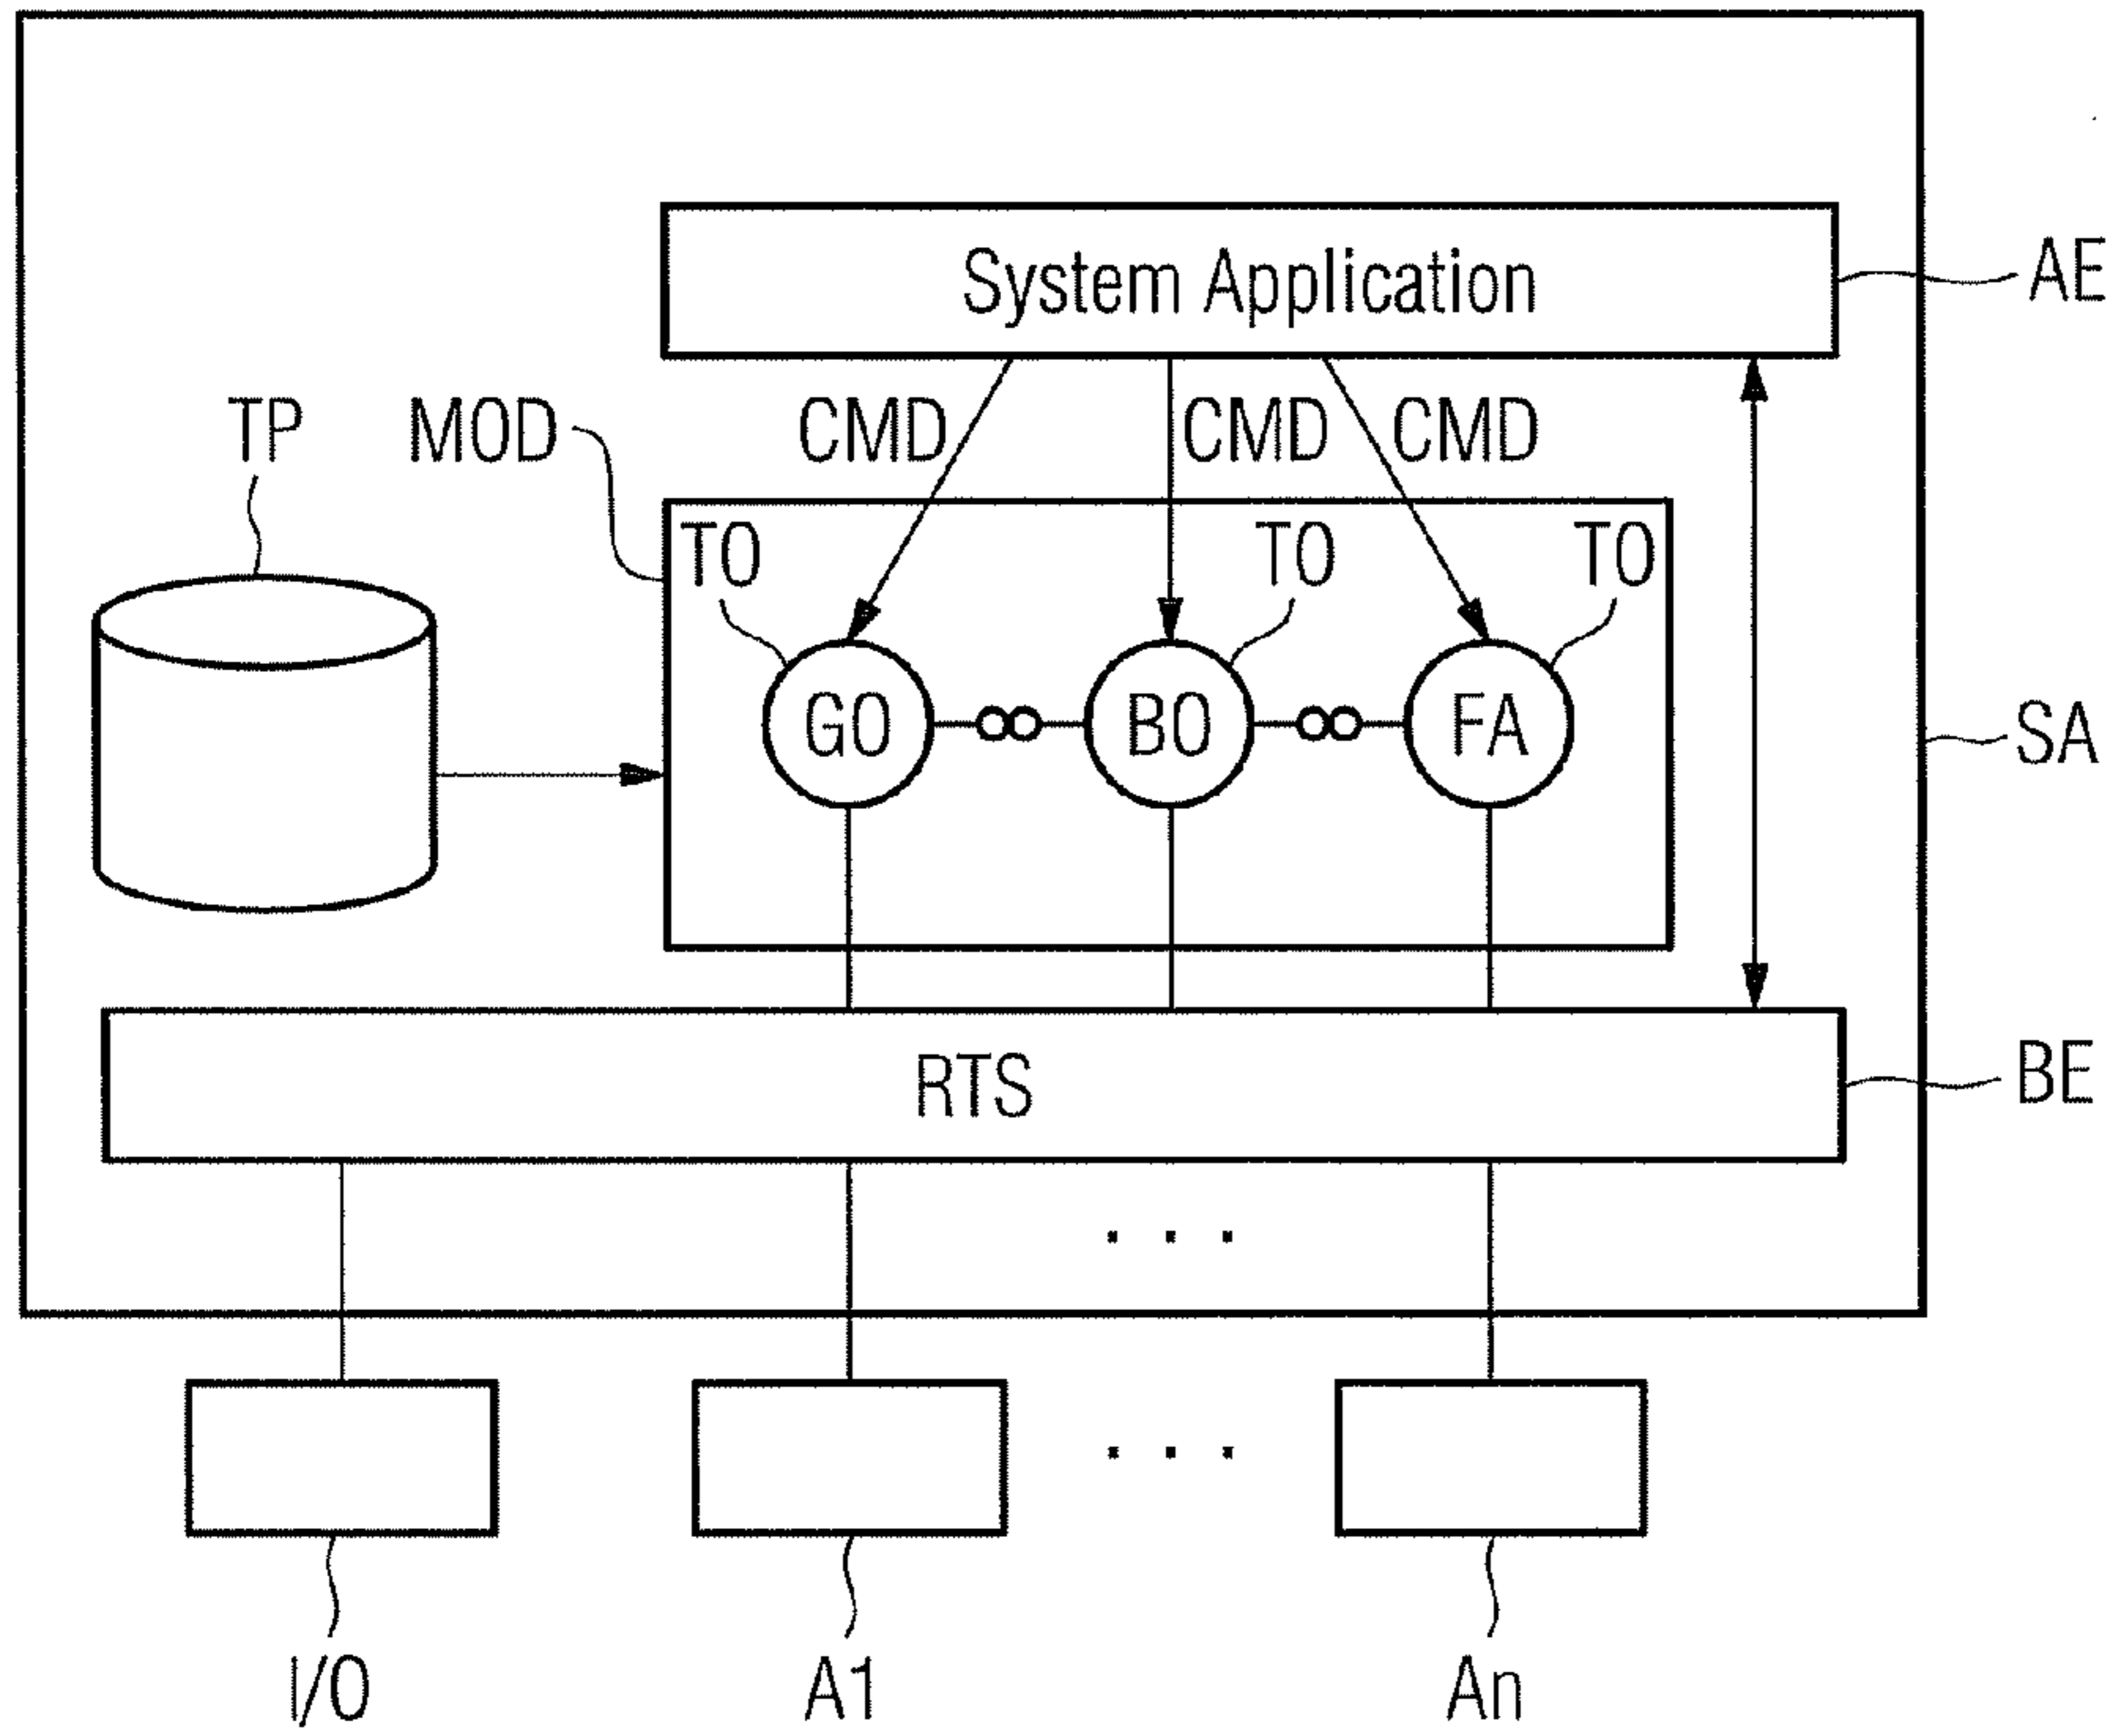 System Application
AE
TP
MOD
CMD
CMD
CMD
TO
TO
TO
GO
BO
FA
SA
RTS
BE
I/O
A1
An